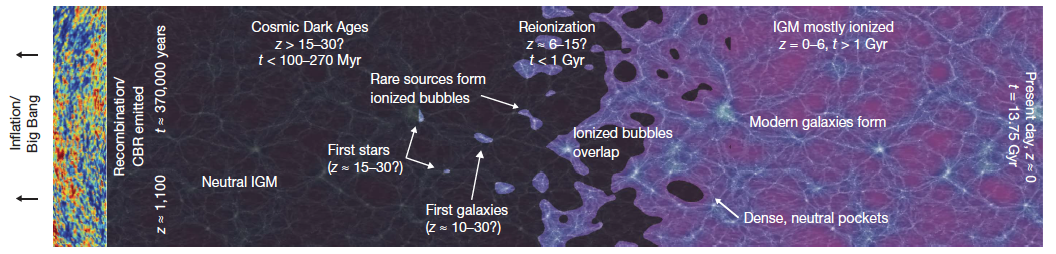 Inflation/
Big Bang
Recombination/
CBR emitted
t ≈ 370,000 years
z ≈ 1,100
Cosmic Dark Ages
z > 15–30?
t < 100–270 Myr
Neutral IGM
First stars
(z ≈ 15–30?)
Rare sources form
ionized bubbles
First galaxies
(z ≈ 10–30?)
Reionization
z ≈ 6–15?
t < 1 Gyr
Ionized bubbles
overlap
IGM mostly ionized
z = 0–6, t > 1 Gyr
Modern galaxies form
Dense, neutral pockets
Present day, z ≈ 0
t = 13.75 Gyr